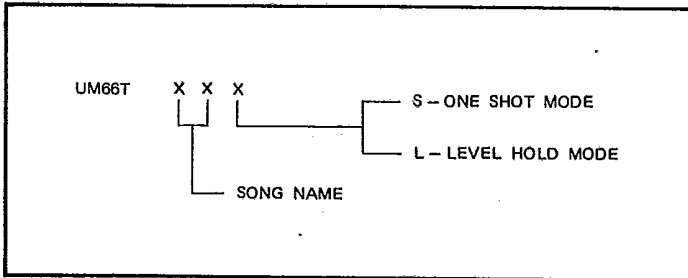 UM66T X X X
S – ONE SHOT MODE
L – LEVEL HOLD MODE
SONG NAME